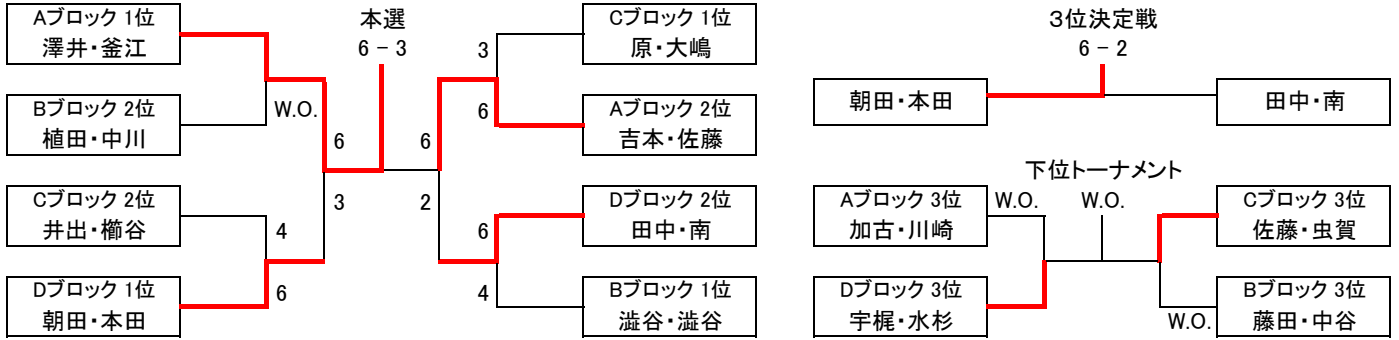 Aブロック 1位
澤井・釜江
Bブロック 2位
植田・中川
Cブロック 2位
井出・櫛谷
Dブロック 1位
朝田・本田
W.O.
4
6
6
3
本選
6 - 3
6
2
3
6
6
4
Cブロック 1位
原・大嶋
Aブロック 2位
吉本・佐藤
Dブロック 2位
田中・南
Bブロック 1位
澁谷・澁谷
3位決定戦
6 - 2
朝田・本田
田中・南
下位トーナメント
Aブロック 3位
加古・川崎
Dブロック 3位
宇梶・水杉
W.O.
W.O.
W.O.
Cブロック 3位
佐藤・虫賀
Bブロック 3位
藤田・中谷